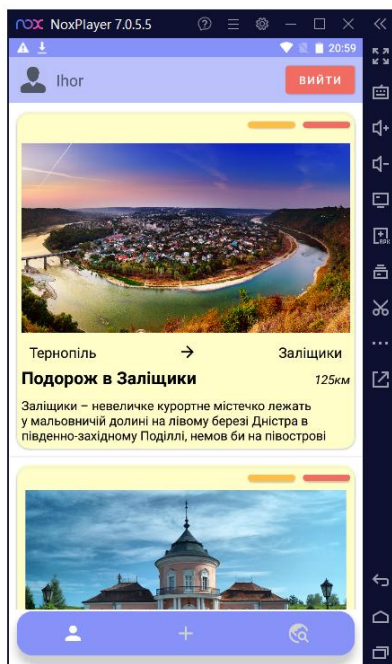 nox NoxPlayer 7.0.5.5
20:59
Ihor
ВИЙТИ
Тернопіль → Заліщики
Подорож в Заліщики 125км
Заліщики – невеличке курортне містечко лежать
у мальовничій долині на лівому березі Дністра в
південно-західному Поділлі, немов би на півострові